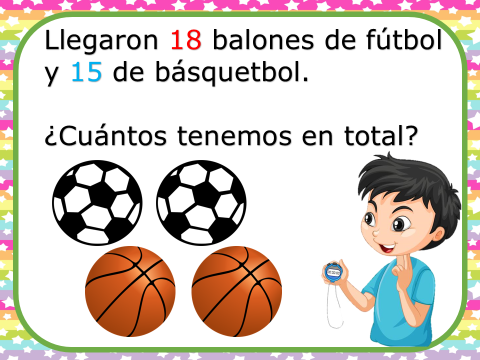 Llegaron 18 balones de fútbol
y 15 de básquetbol.
¿Cuántos tenemos en total?